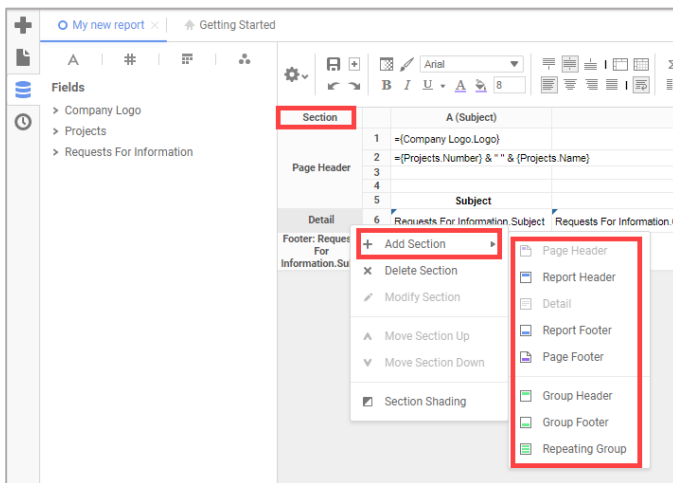 My new report
Getting Started
Arial
B I U A 8
Fields
> Company Logo
> Projects
> Requests For Information
Section
A (Subject)
1 ={Company Logo.Logo}
Page Header
2 ={Projects.Number} & " " & {Projects.Name}
3
4
5 Subject
Detail
6 Requests For Information.Subject Requests For Information.
Footer: Reques
For
Information.Su
Add Section
Delete Section
Modify Section
Move Section Up
Move Section Down
Section Shading
Page Header
Report Header
Detail
Report Footer
Page Footer
Group Header
Group Footer
Repeating Group